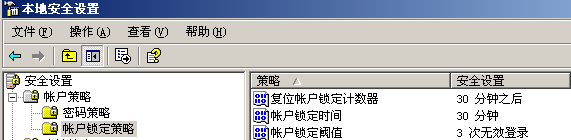 本地安全设置
文件(F) 操作(A) 查看(V) 帮助(H)
安全设置
帐户策略
密码策略
帐户锁定策略
策略 安全设置
复位帐户锁定计数器 30 分钟之后
帐户锁定时间 30 分钟
帐户锁定阈值 3 次无效登录